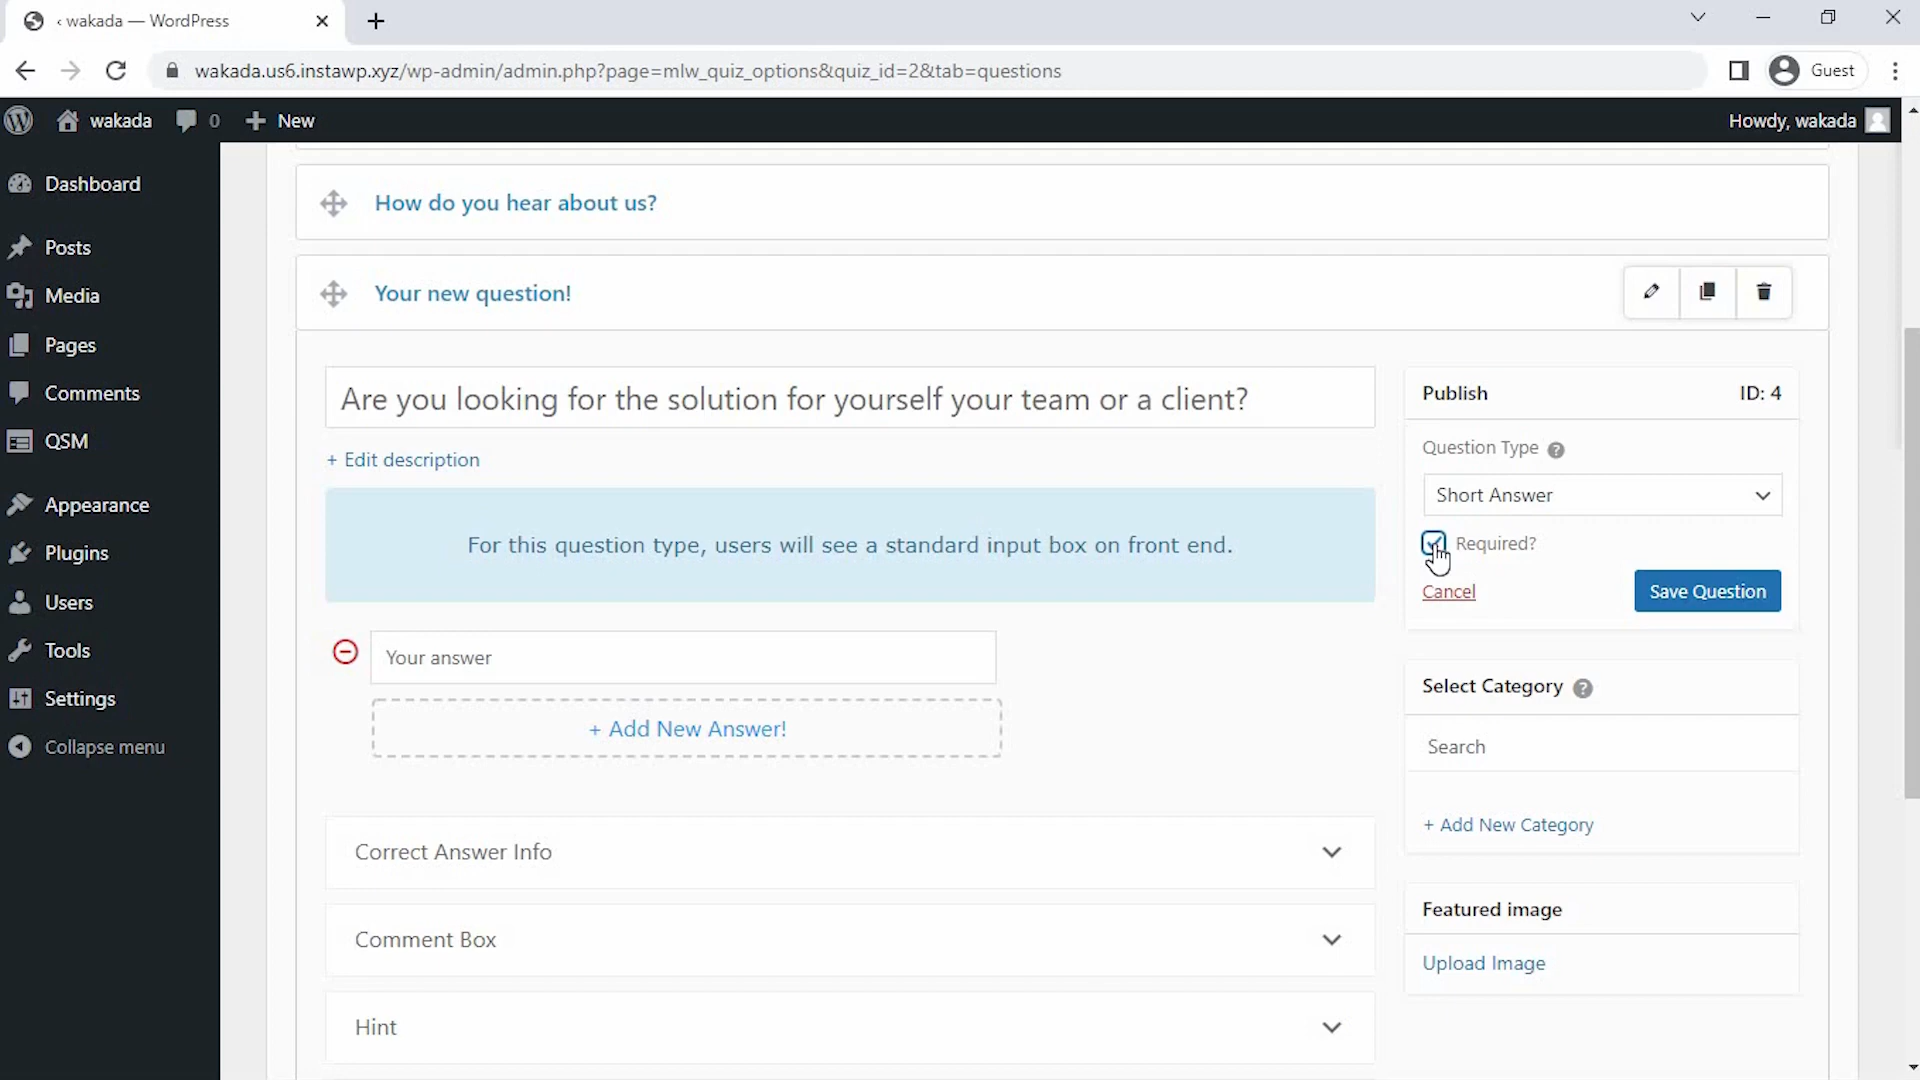 ‹ wakada — WordPress
wakada.us6.instawp.xyz/wp-admin/admin.php?page=mlw_quiz_options&quiz_id=2&tab=questions
Guest
wakada
0
New
Howdy, wakada
Dashboard
Posts
Media
Pages
Comments
QSM
Appearance
Plugins
Users
Tools
Settings
Collapse menu
How do you hear about us?
Your new question!
Are you looking for the solution for yourself your team or a client?
+ Edit description
For this question type, users will see a standard input box on front end.
Your answer
+ Add New Answer!
Correct Answer Info
Comment Box
Hint
Publish
ID: 4
Question Type ?
Short Answer
Required?
Cancel
Save Question
Select Category ?
Search
+ Add New Category
Featured image
Upload Image